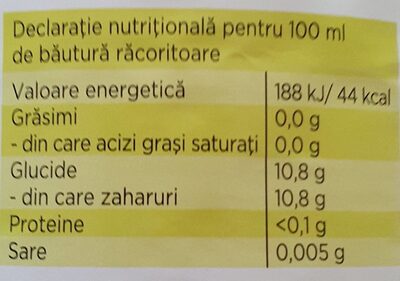 Declarație nutrițională pentru 100 ml
de băutură răcoritoare
Valoare energetică 188 kJ/ 44 kcal
Grăsimi 0,0 g
- din care acizi grași saturați 0,0 g
Glucide 10,8 g
- din care zaharuri 10,8 g
Proteine <0,1 g
Sare 0,005 g